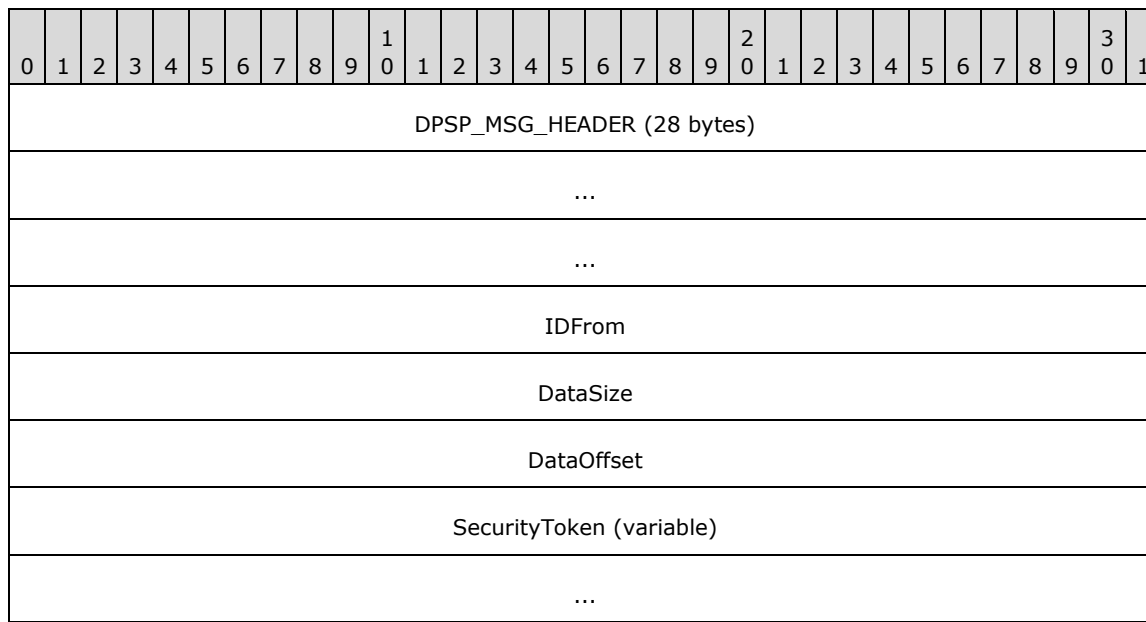 1 2 3
0 1 2 3 4 5 6 7 8 9 0 1 2 3 4 5 6 7 8 9 0 1 2 3 4 5 6 7 8 9 0 1
DPSP_MSG_HEADER (28 bytes)
...
...
IDFrom
DataSize
DataOffset
SecurityToken (variable)
...